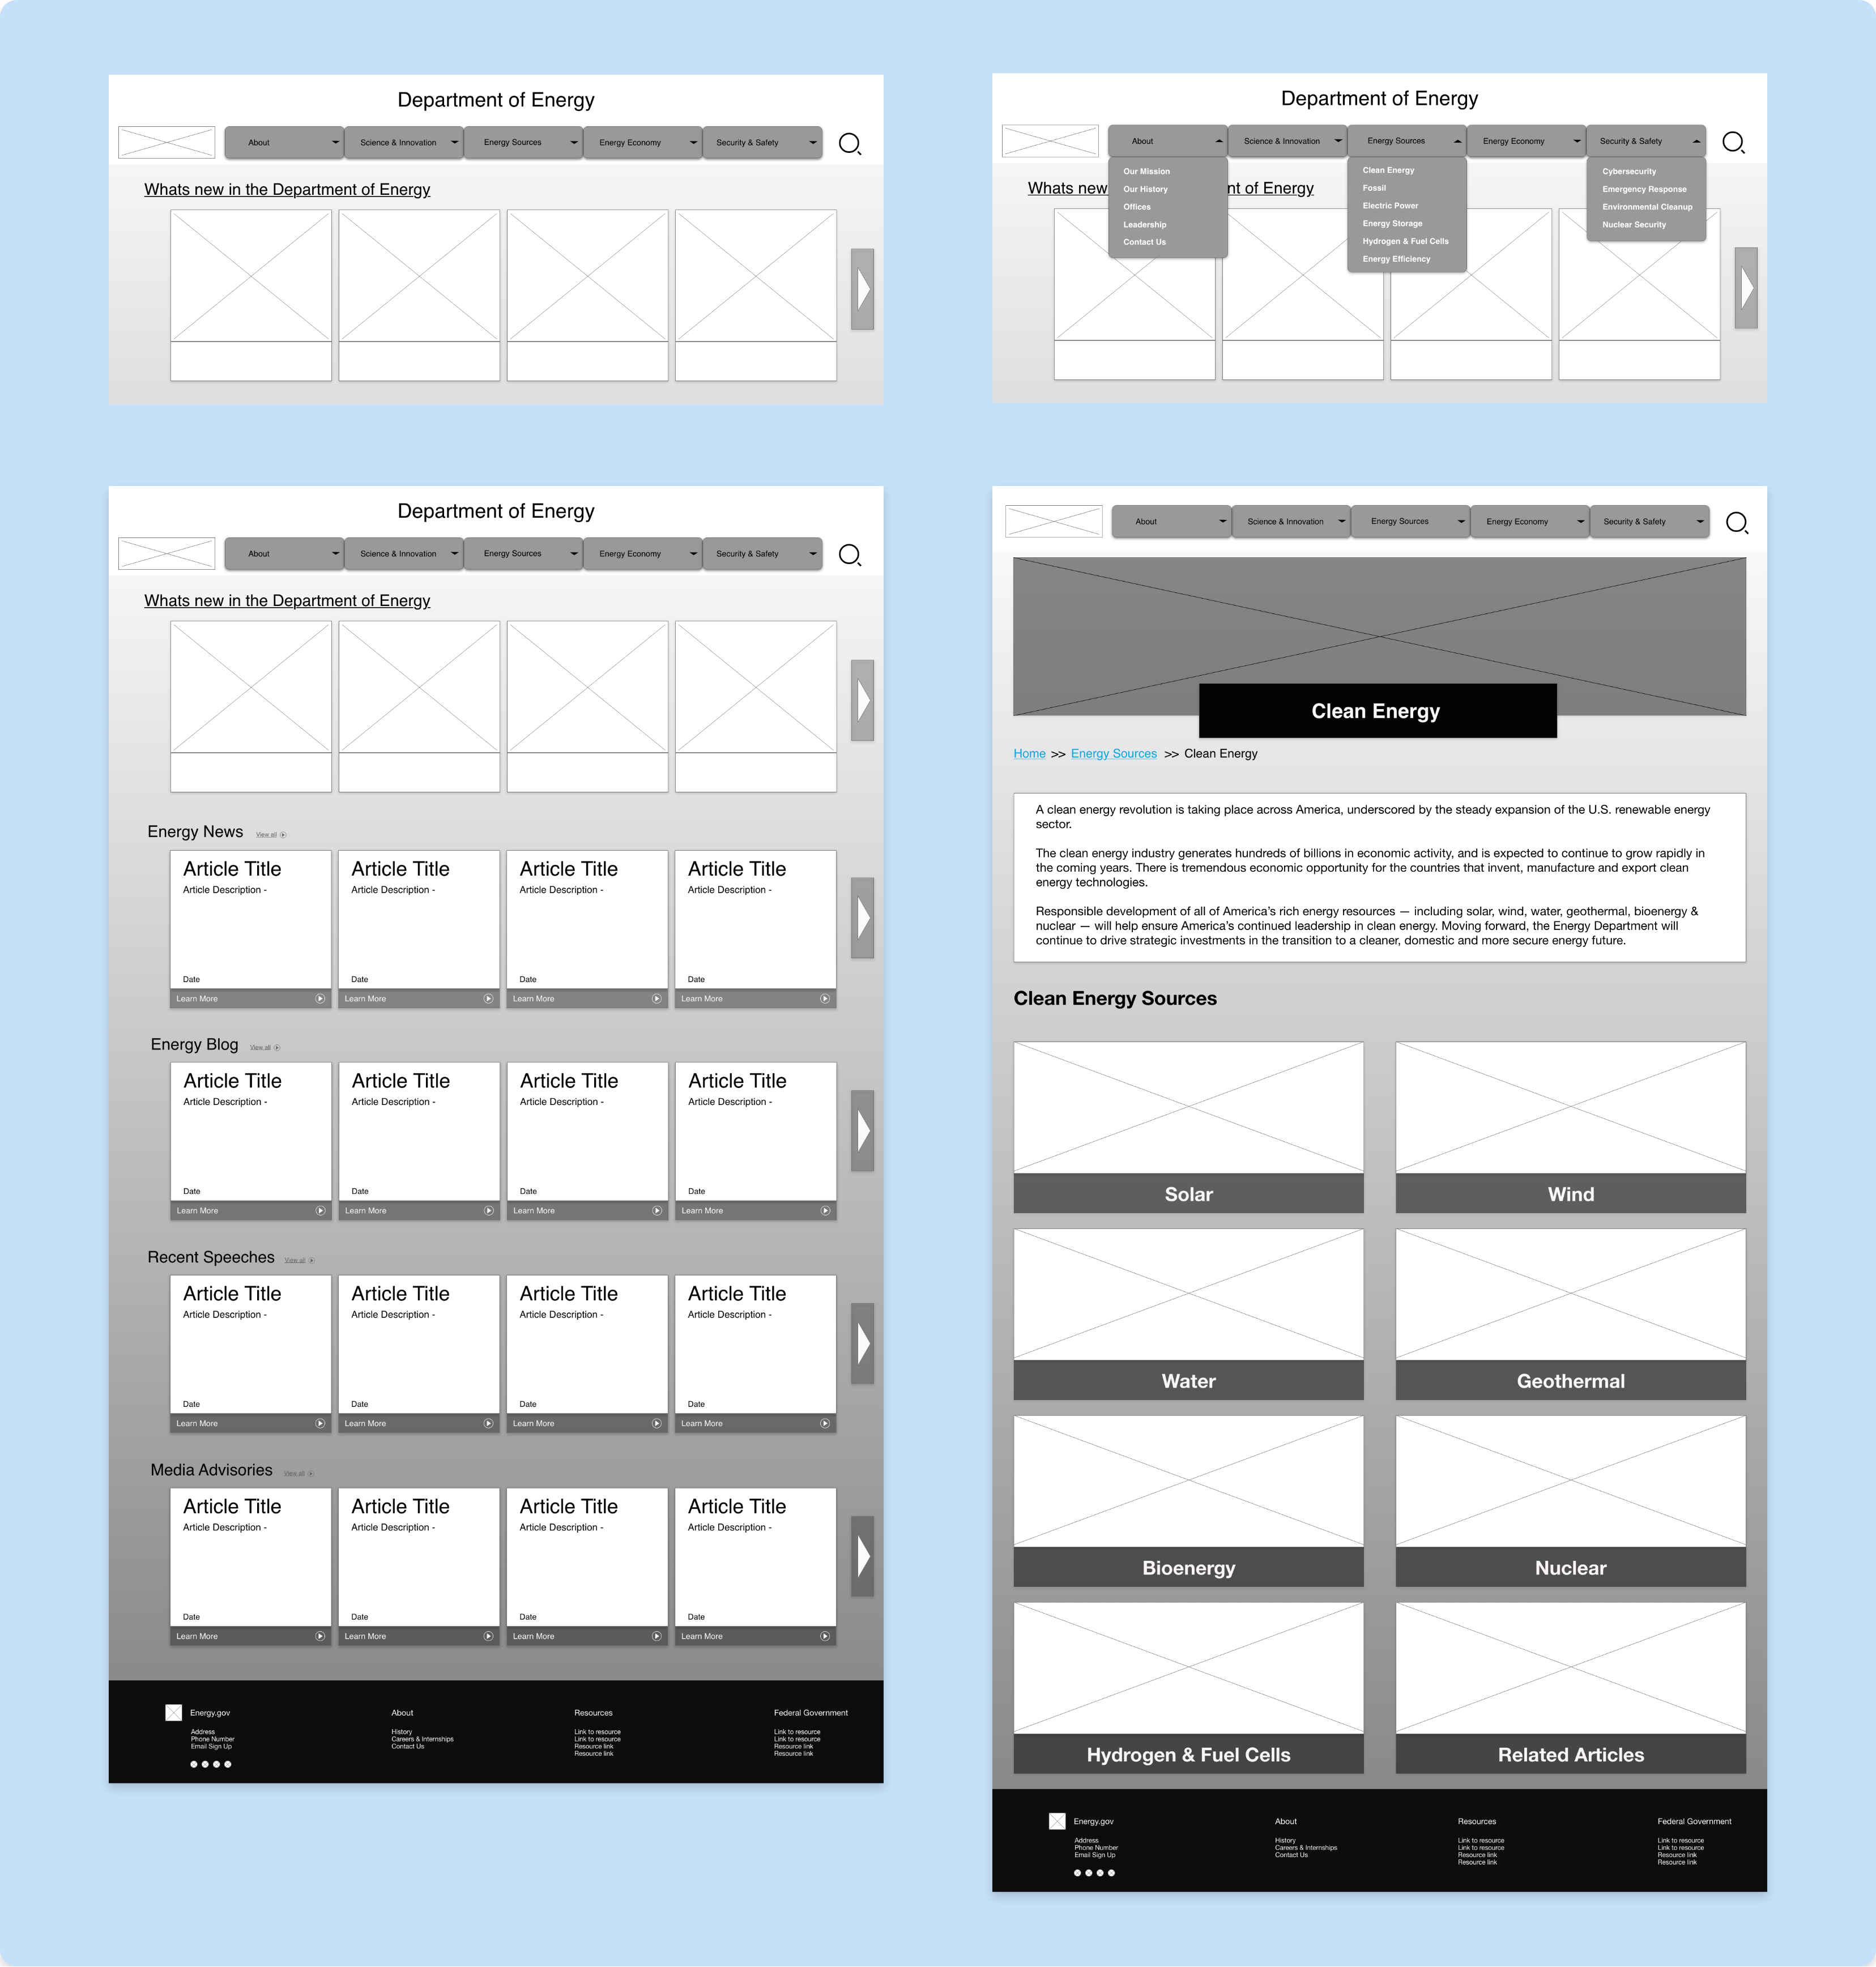 Department of Energy
About Science & Innovation Energy Sources Energy Economy Security & Safety
Whats new in the Department of Energy
Department of Energy
About Science & Innovation Energy Sources Energy Economy Security & Safety
Whats new nt of Energy
Our Mission
Our History
Offices
Leadership
Contact Us
Clean Energy
Fossil
Electric Power
Energy Storage
Hydrogen & Fuel Cells
Energy Efficiency
Cybersecurity
Emergency Response
Environmental Cleanup
Nuclear Security
Department of Energy
About Science & Innovation Energy Sources Energy Economy Security & Safety
Whats new in the Department of Energy
Energy News View all
Article Title Article Title Article Title Article Title
Article Description - Article Description - Article Description - Article Description -
Date Date Date Date
Learn More Learn More Learn More Learn More
Energy Blog View all
Article Title Article Title Article Title Article Title
Article Description - Article Description - Article Description - Article Description -
Date Date Date Date
Learn More Learn More Learn More Learn More
Recent Speeches View all
Article Title Article Title Article Title Article Title
Article Description - Article Description - Article Description - Article Description -
Date Date Date Date
Learn More Learn More Learn More Learn More
Media Advisories View all
Article Title Article Title Article Title Article Title
Article Description - Article Description - Article Description - Article Description -
Date Date Date Date
Learn More Learn More Learn More Learn More
Energy.gov
Address
Phone Number
Email Sign Up
About
History
Careers & Internships
Contact Us
Resources
Link to resource
Link to resource
Resource link
Resource link
Federal Government
Link to resource
Link to resource
Resource link
Resource link
About Science & Innovation Energy Sources Energy Economy Security & Safety
Clean Energy
Home >> Energy Sources >> Clean Energy
A clean energy revolution is taking place across America, underscored by the steady expansion of the U.S. renewable energy
sector.
The clean energy industry generates hundreds of billions in economic activity, and is expected to continue to grow rapidly in
the coming years. There is tremendous economic opportunity for the countries that invent, manufacture and export clean
energy technologies.
Responsible development of all of America's rich energy resources — including solar, wind, water, geothermal, bioenergy &
nuclear — will help ensure America's continued leadership in clean energy. Moving forward, the Energy Department will
continue to drive strategic investments in the transition to a cleaner, domestic and more secure energy future.
Clean Energy Sources
Solar Wind
Water Geothermal
Bioenergy Nuclear
Hydrogen & Fuel Cells Related Articles
Energy.gov
Address
Phone Number
Email Sign Up
About
History
Careers & Internships
Contact Us
Resources
Link to resource
Link to resource
Resource link
Resource link
Federal Government
Link to resource
Link to resource
Resource link
Resource link